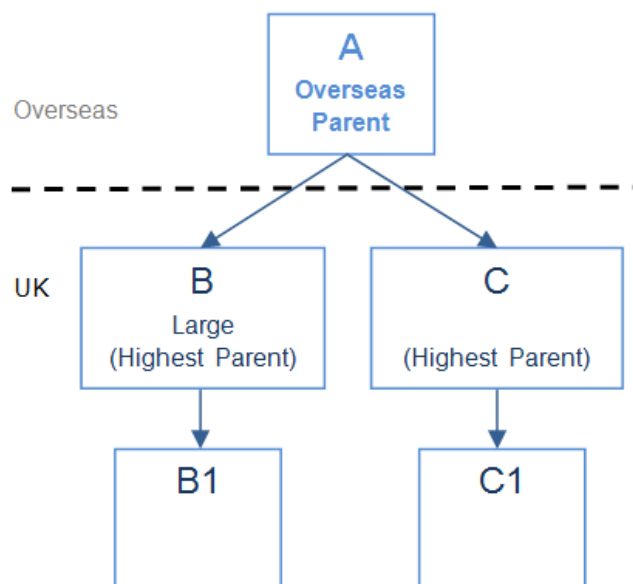 A
Overseas
Parent
Overseas
UK
B
Large
(Highest Parent)
C
(Highest Parent)
B1
C1